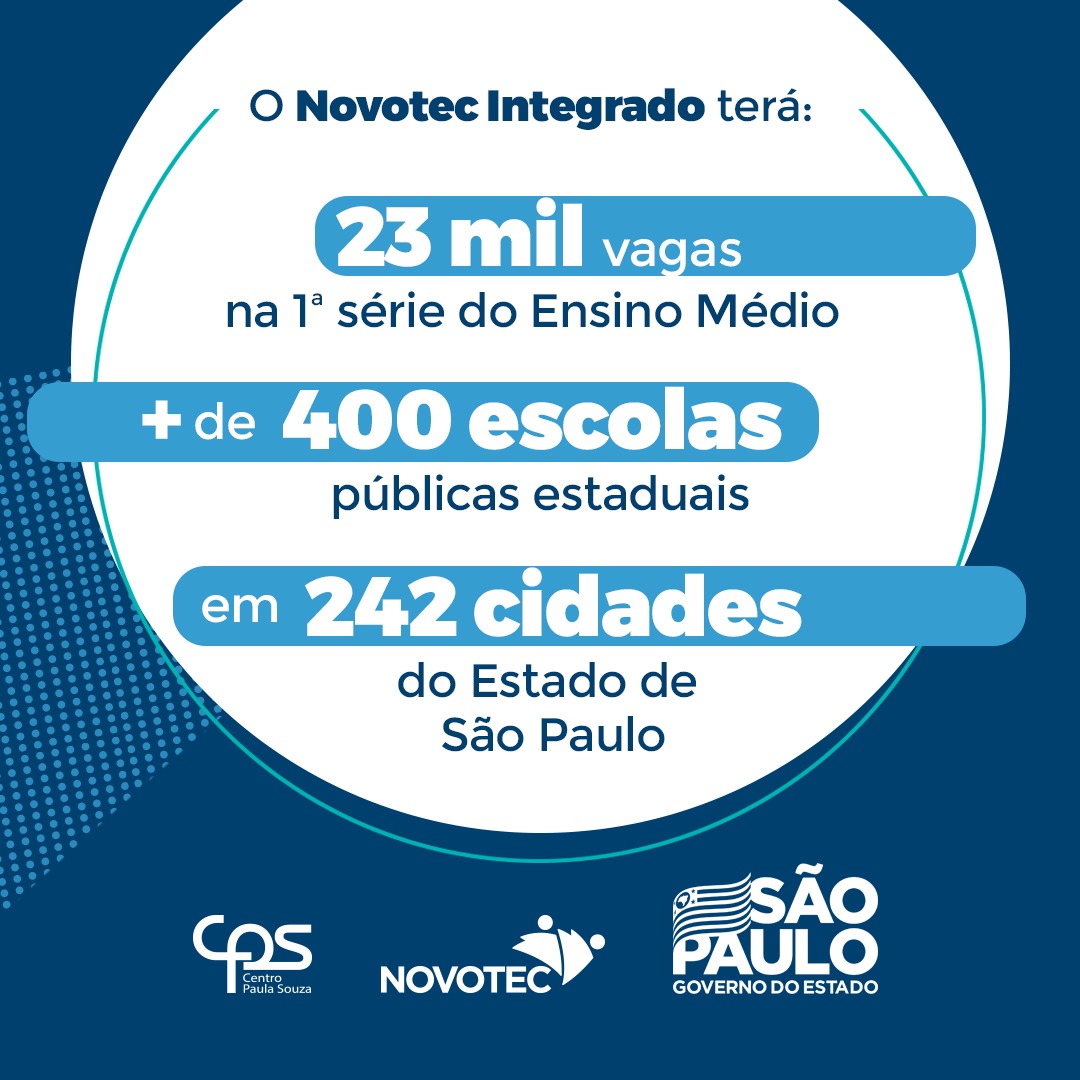 O Novotec Integrado terá:
23 mil vagas
na 1ª série do Ensino Médio
+ de 400 escolas
públicas estaduais
em 242 cidades
do Estado de
São Paulo
CPS
Centro
Paula Souza
NOVOTEC
SÃO
PAULO
GOVERNO DO ESTADO